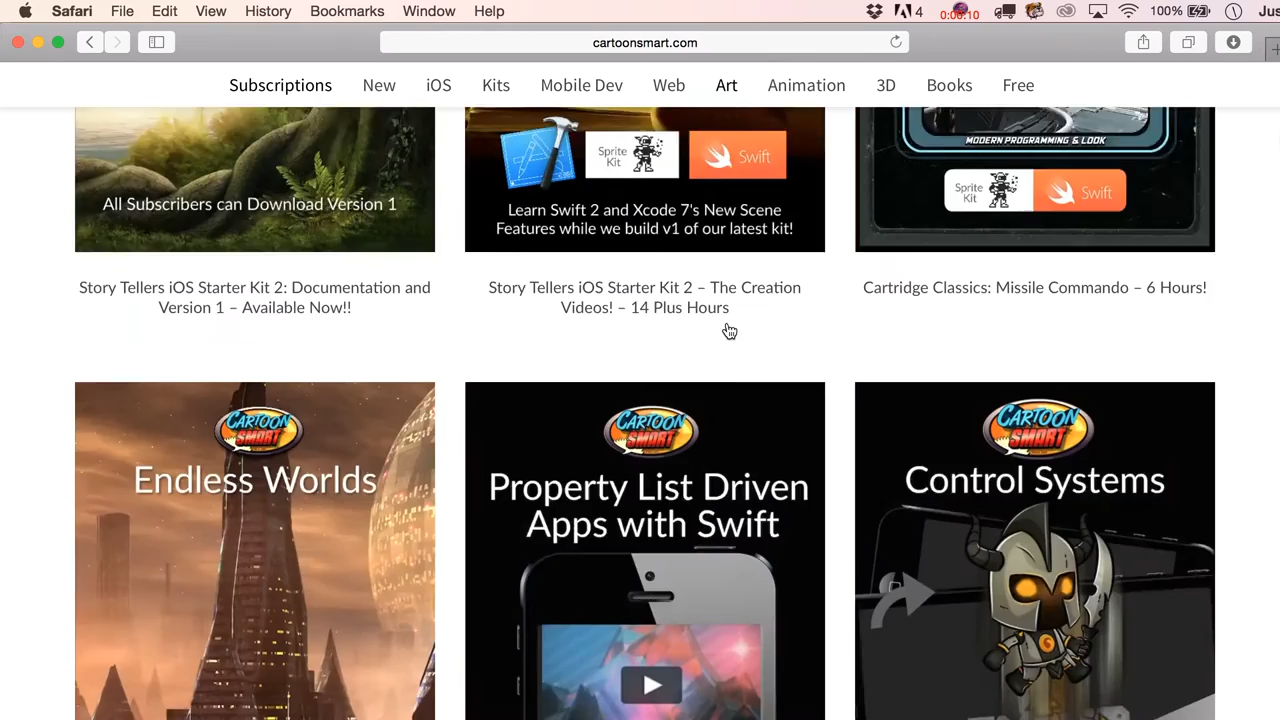 Safari File Edit View History Bookmarks Window Help 4 0:00:10 100% Jus
cartoonsmart.com
Subscriptions New iOS Kits Mobile Dev Web Art Animation 3D Books Free
All Subscribers can Download Version 1
Sprite
Kit
Swift
Learn Swift 2 and Xcode 7's New Scene
Features while we build v1 of our latest kit!
MODERN PROGRAMMING & LOOK
Sprite
Kit
Swift
Story Tellers iOS Starter Kit 2: Documentation and
Version 1 – Available Now!!
Story Tellers iOS Starter Kit 2 – The Creation
Videos! – 14 Plus Hours
Cartridge Classics: Missile Commando – 6 Hours!
CARTOON
SMART
Endless Worlds
CARTOON
SMART
Property List Driven
Apps with Swift
CARTOON
SMART
Control Systems